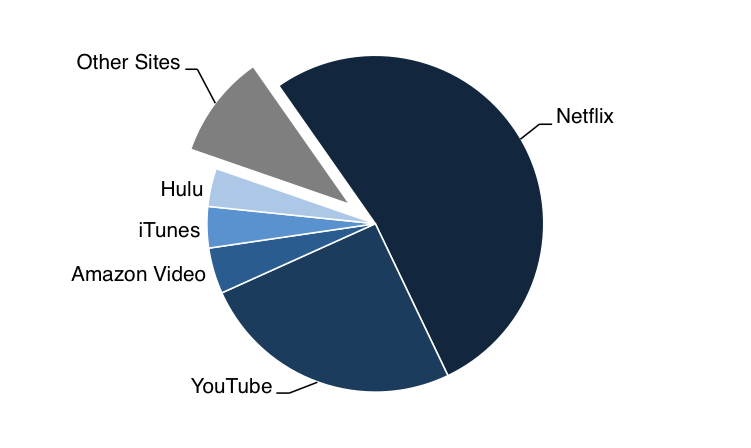 Other Sites
Netflix
Hulu
iTunes
Amazon Video
YouTube